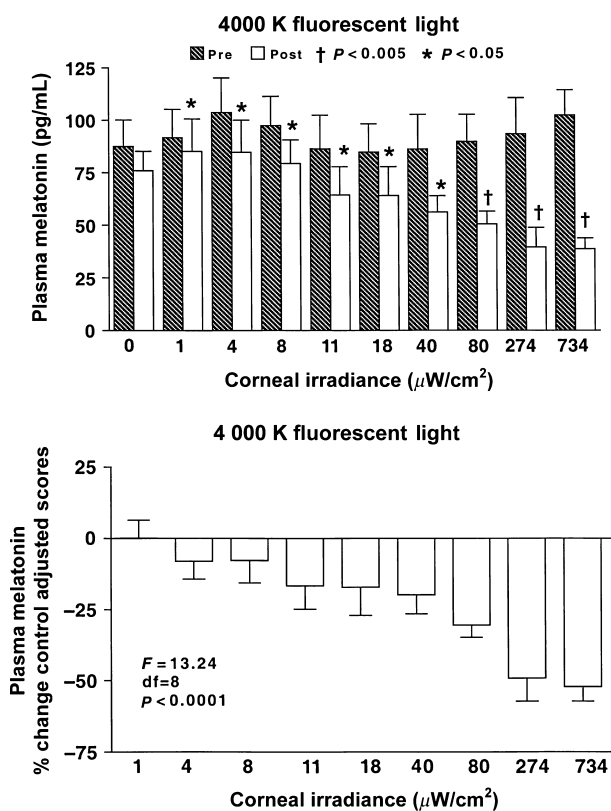 4000 K fluorescent light
Pre Post † P < 0.005 * P < 0.05
Plasma melatonin (pg/mL)
125
100
75
50
25
0
* * * * * * † † †
0 1 4 8 11 18 40 80 274 734
Corneal irradiance (μW/cm²)
4 000 K fluorescent light
Plasma melatonin
% change control adjusted scores
25
0
−25
−50
−75
F = 13.24
df=8
P < 0.0001
1 4 8 11 18 40 80 274 734
Corneal irradiance (μW/cm²)